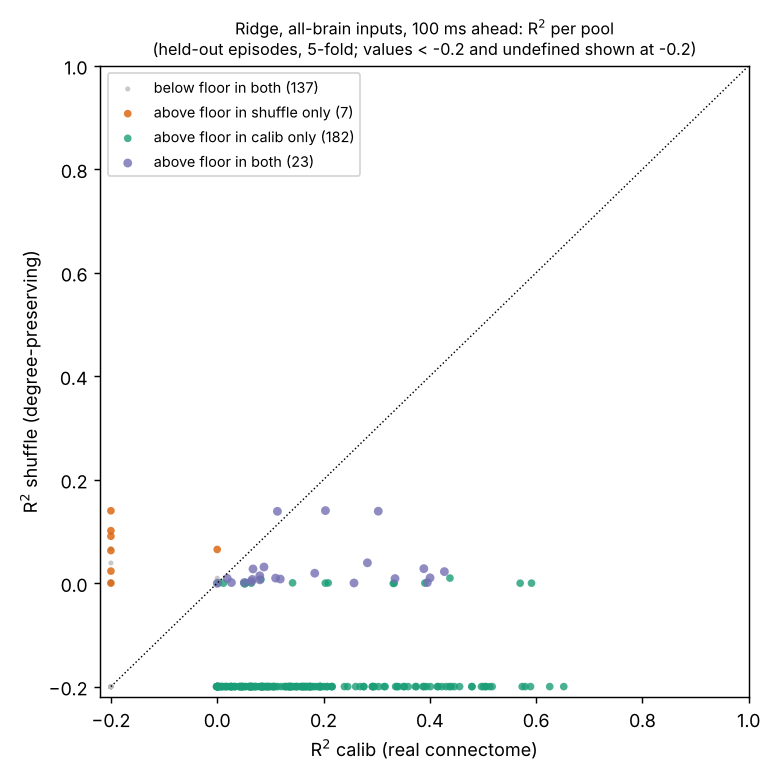 Ridge, all-brain inputs, 100 ms ahead: R² per pool
(held-out episodes, 5-fold; values < -0.2 and undefined shown at -0.2)
1.0
below floor in both (137)
above floor in shuffle only (7)
above floor in calib only (182)
above floor in both (23)
0.8
0.6
0.4
0.2
0.0
−0.2
R² shuffle (degree-preserving)
−0.2 0.0 0.2 0.4 0.6 0.8 1.0
R² calib (real connectome)